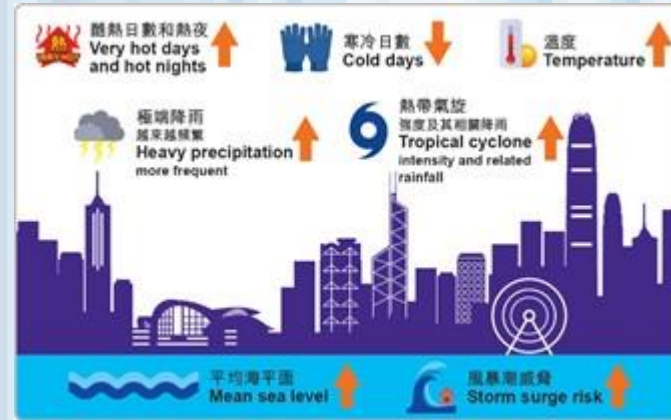 酷熱日數和熱夜
Very hot days
and hot nights
寒冷日數
Cold days
溫度
Temperature
極端降雨
越來越頻繁
Heavy precipitation
more frequent
熱帶氣旋
強度及其相關降雨
Tropical cyclone
intensity and related
rainfall
平均海平面
Mean sea level
風暴潮威脅
Storm surge risk